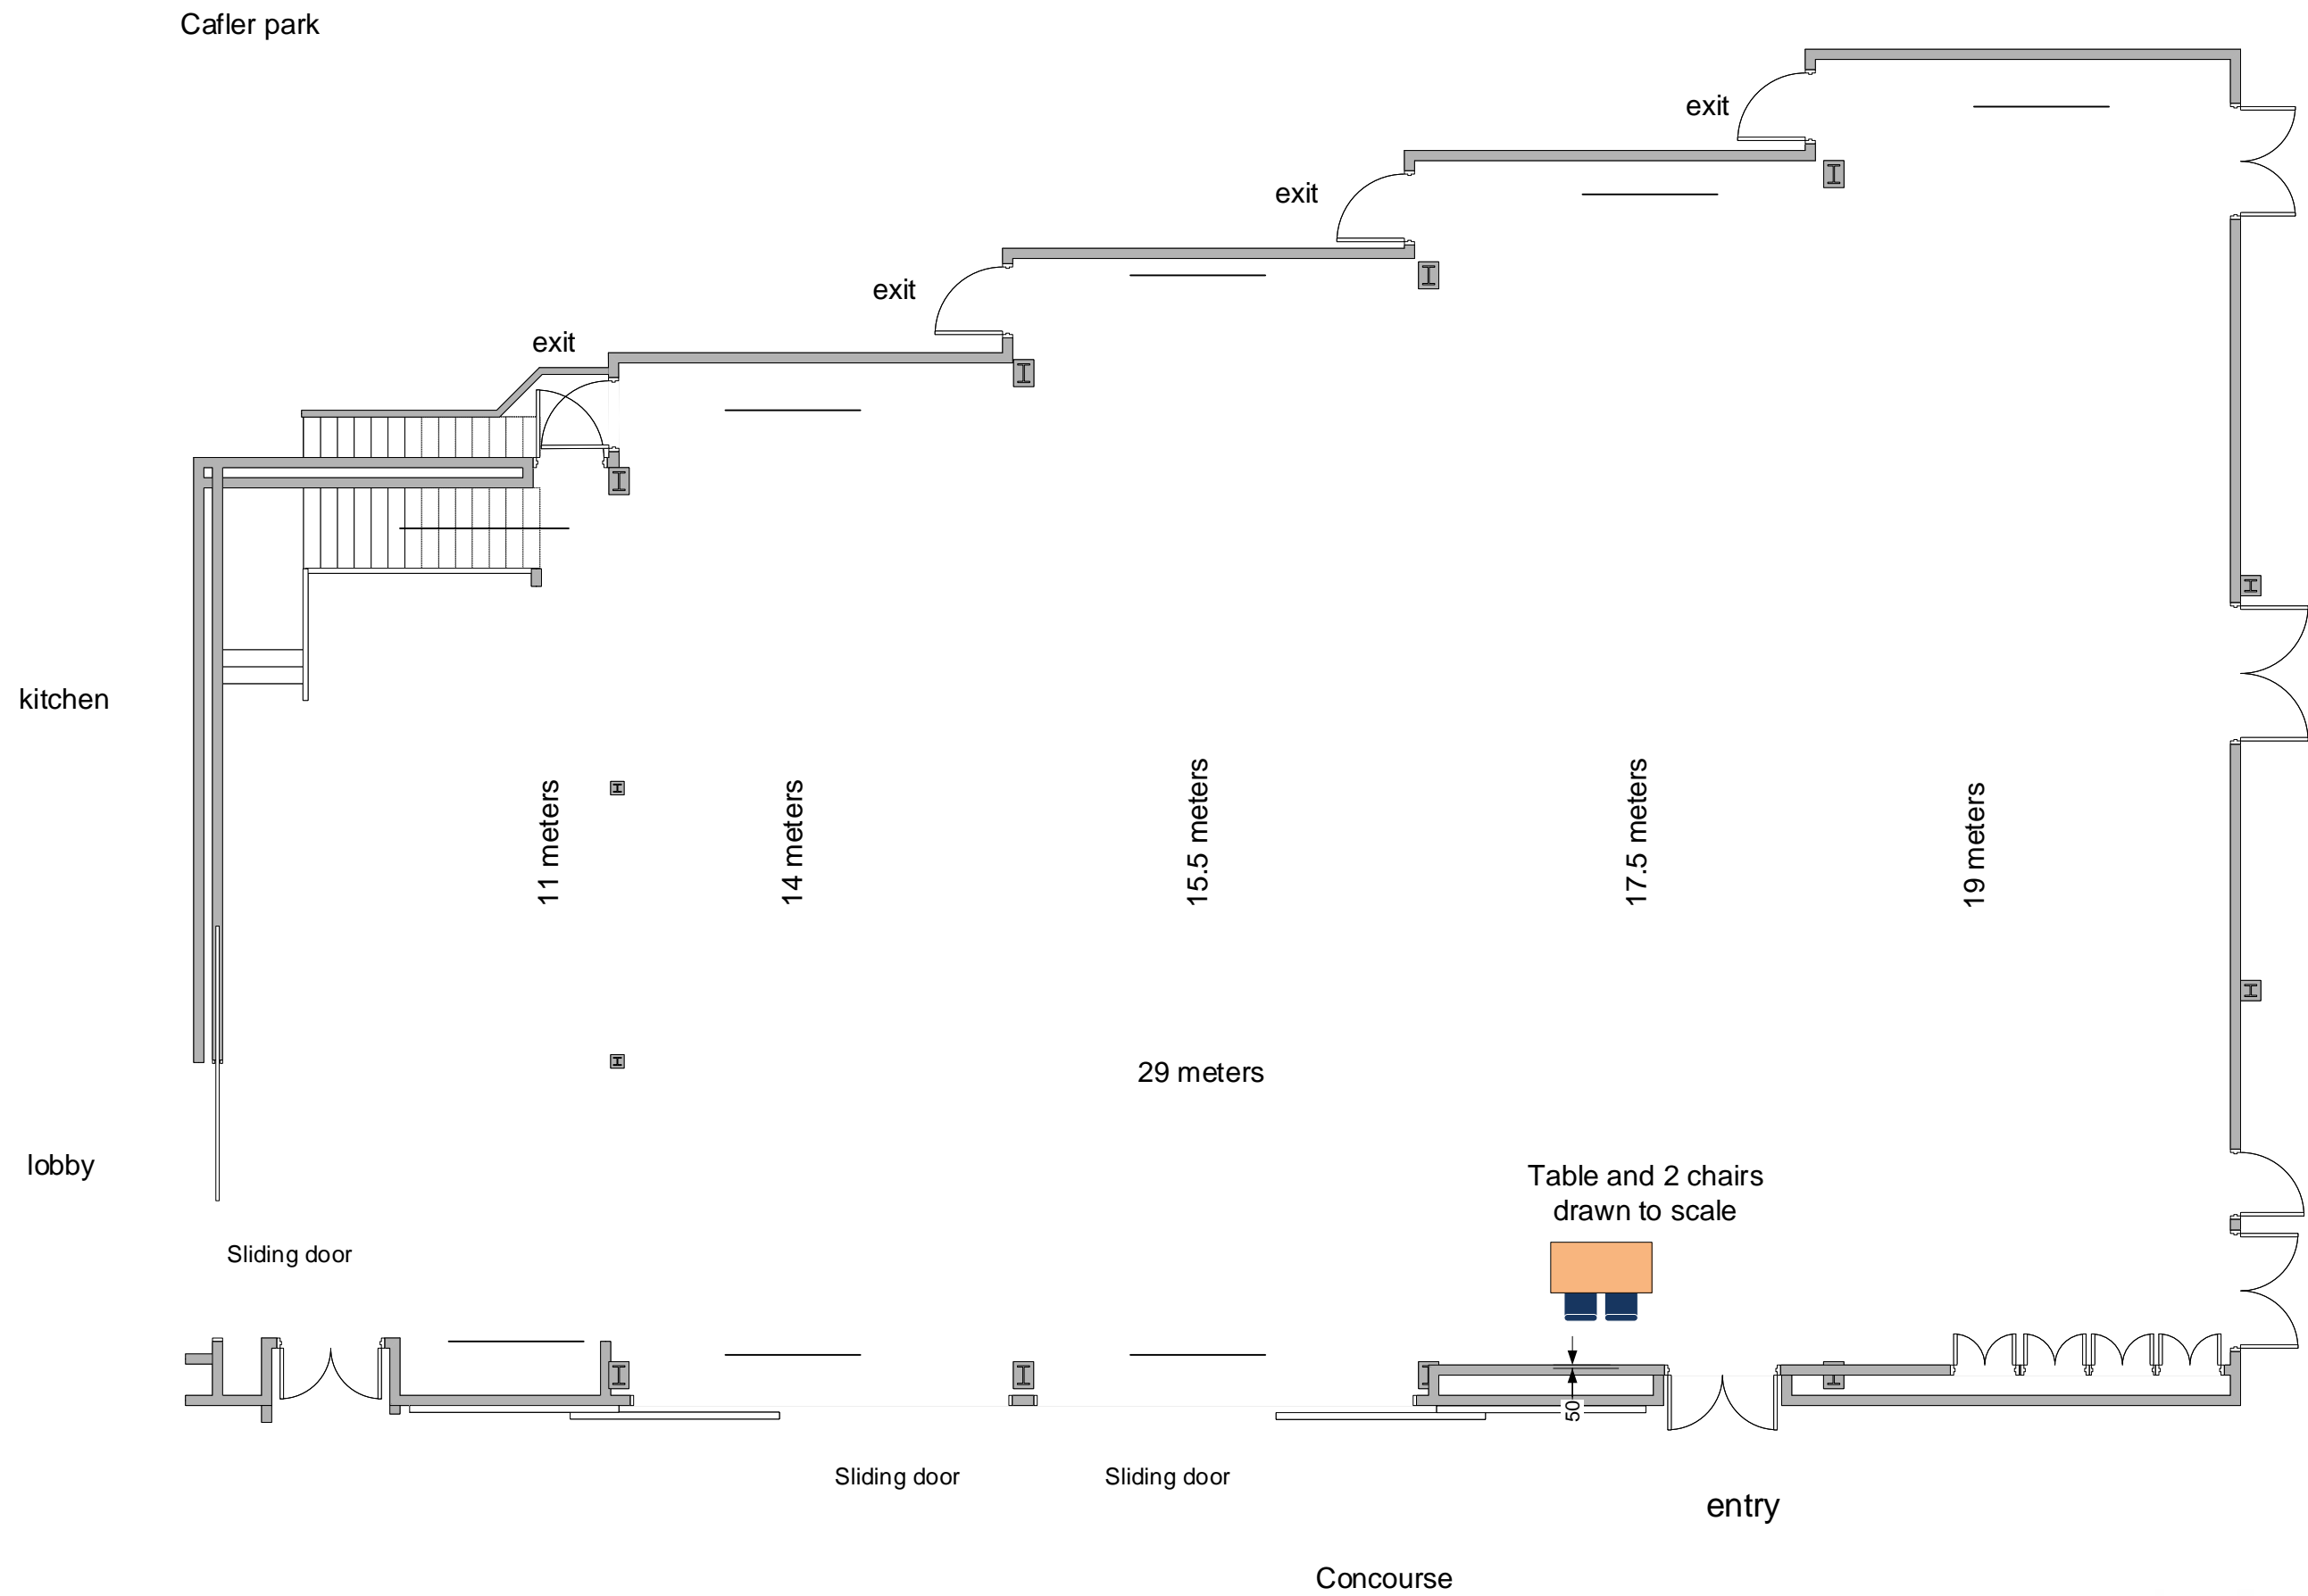 Cafler park
exit
exit
exit
exit
kitchen
11 meters
14 meters
15.5 meters
17.5 meters
19 meters
29 meters
lobby
Table and 2 chairs
drawn to scale
Sliding door
50
Sliding door
Sliding door
entry
Concourse